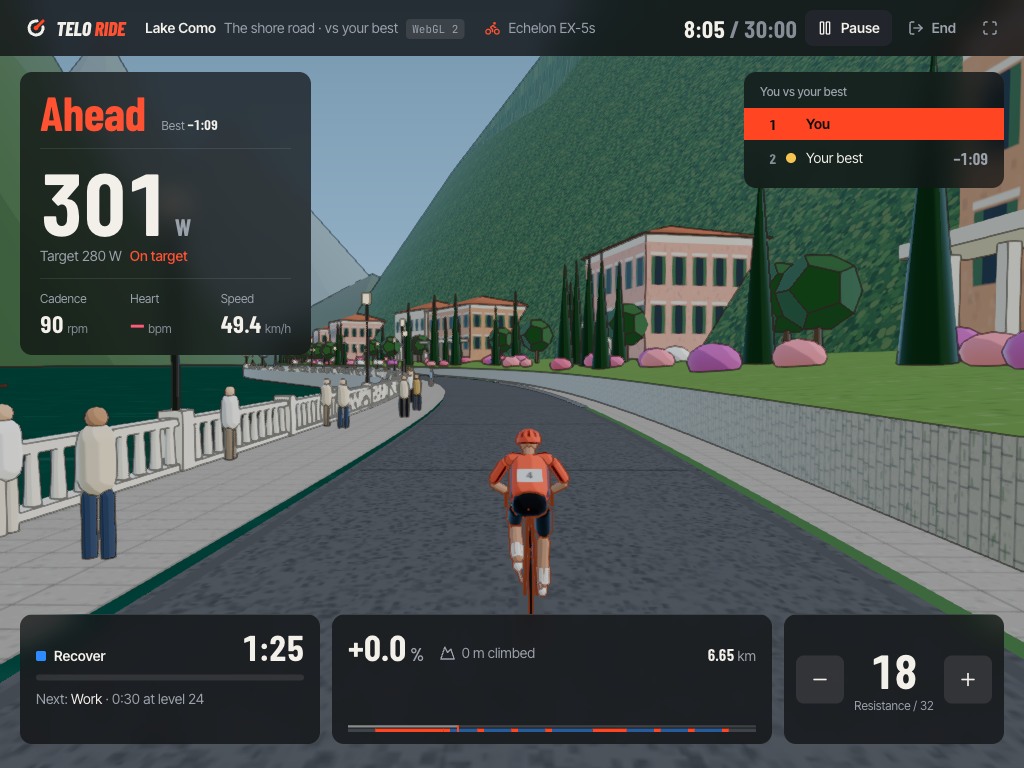 TELO RIDE Lake Como The shore road · vs your best WebGL 2 Echelon EX-5s 8:05 / 30:00 Pause End
Ahead Best −1:09
301 W
Target 280 W On target
Cadence Heart Speed
90 rpm — bpm 49.4 km/h
You vs your best
1 You
2 Your best −1:09
4
Recover 1:25
Next: Work · 0:30 at level 24
+0.0 % 0 m climbed 6.65 km
− 18 +
Resistance / 32